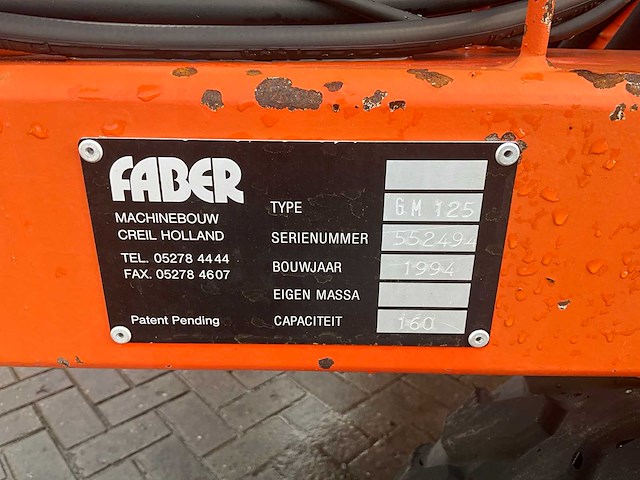 FABER
MACHINEBOUW
CREIL HOLLAND
TEL. 05278 4444
FAX. 05278 4607
Patent Pending
TYPE G.M 125
SERIENUMMER 552494
BOUWJAAR 1994
EIGEN MASSA
CAPACITEIT 160